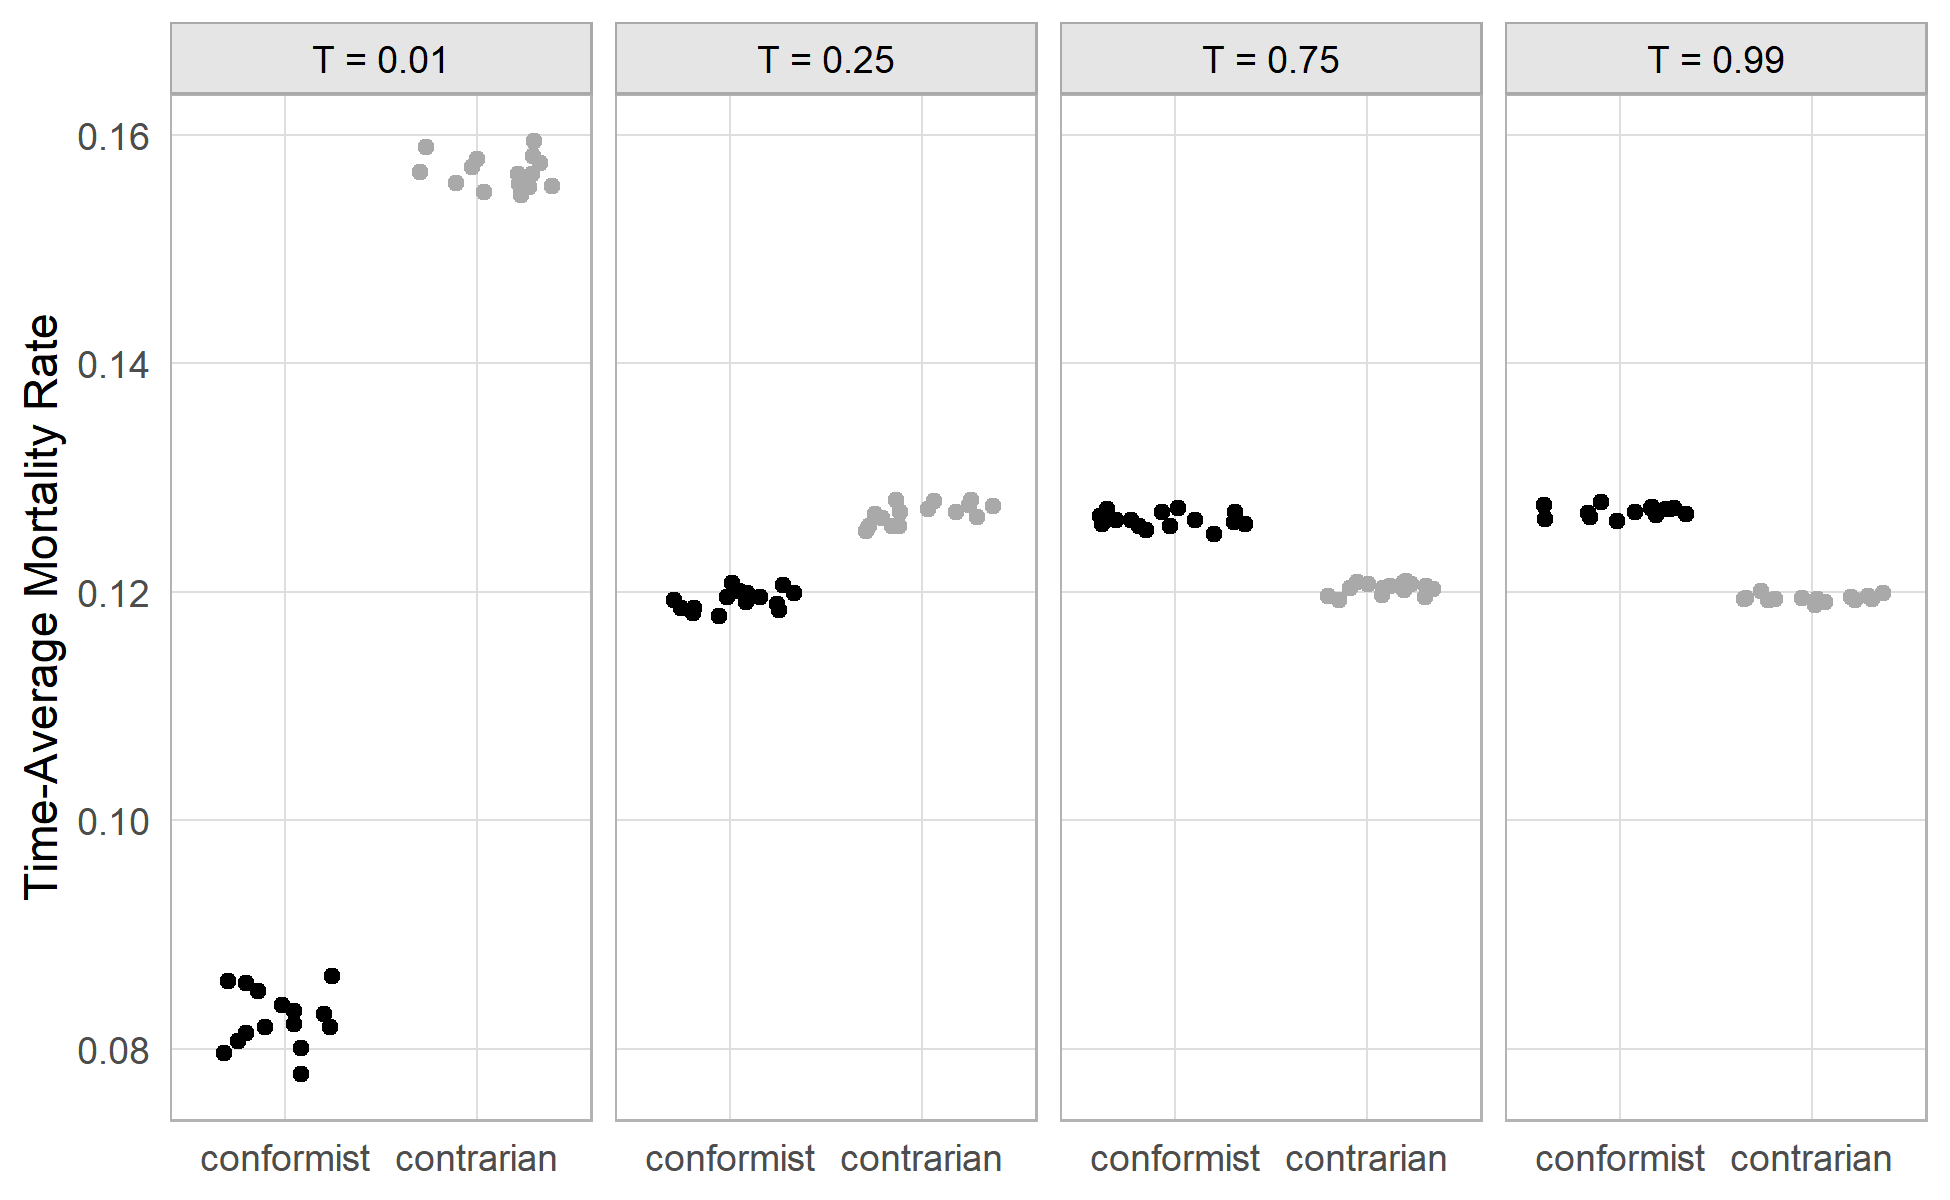 T = 0.01
T = 0.25
T = 0.75
T = 0.99
Time-Average Mortality Rate
0.16
0.14
0.12
0.10
0.08
conformist contrarian conformist contrarian conformist contrarian conformist contrarian